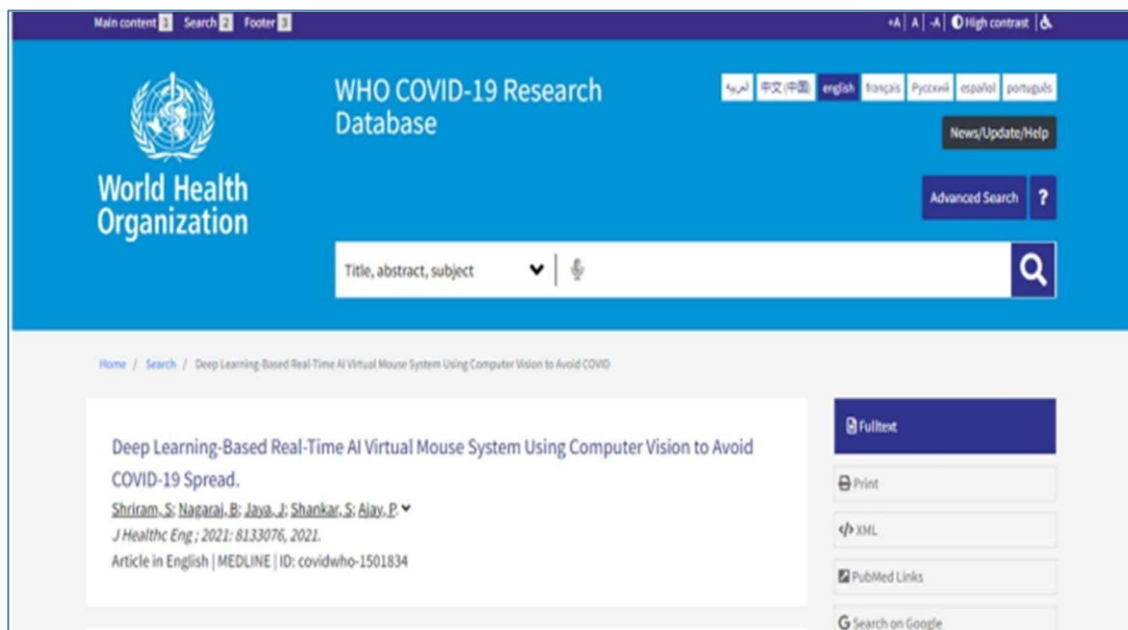 Main content 1 Search 2 Footer 3
+A | A | -A | High contrast |
World Health
Organization
WHO COVID-19 Research
Database
العربية 中文 (中国) english français Русский español português
News/Update/Help
Advanced Search ?
Title, abstract, subject
Home / Search / Deep Learning-Based Real-Time AI Virtual Mouse System Using Computer Vision to Avoid COVID
Deep Learning-Based Real-Time AI Virtual Mouse System Using Computer Vision to Avoid
COVID-19 Spread.
Shriram, S; Nagaraj, B; Jaya, J; Shankar, S; Ajay, P.
J Healthc Eng ; 2021: 8133076, 2021.
Article in English | MEDLINE | ID: covidwho-1501834
Fulltext
Print
</> XML
PubMed Links
G Search on Google